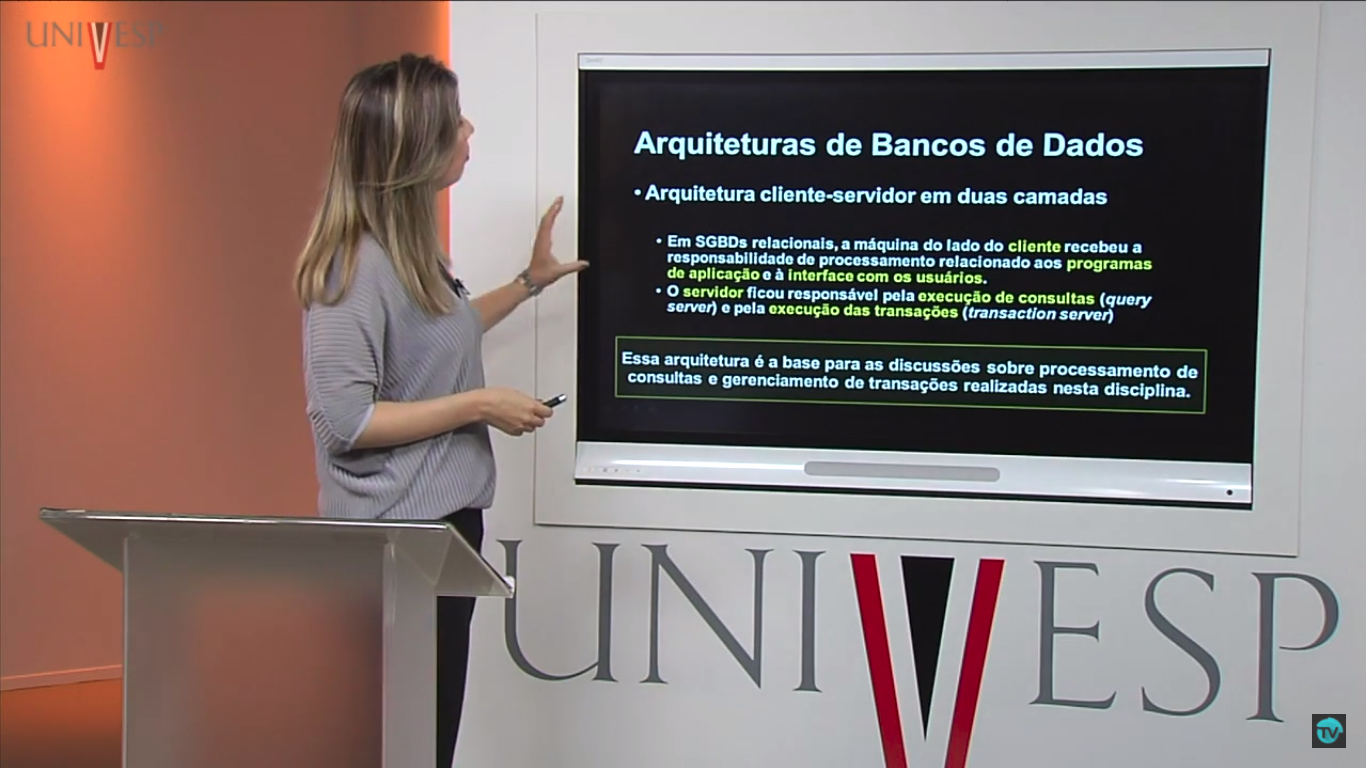 UNIVESP
Arquiteturas de Bancos de Dados
• Arquitetura cliente-servidor em duas camadas
• Em SGBDs relacionais, a máquina do lado do cliente recebeu a
responsabilidade de processamento relacionado aos programas
de aplicação e à interface com os usuários.
• O servidor ficou responsável pela execução de consultas (query
server) e pela execução das transações (transaction server)
Essa arquitetura é a base para as discussões sobre processamento de
consultas e gerenciamento de transações realizadas nesta disciplina.
UNIVESP
TV